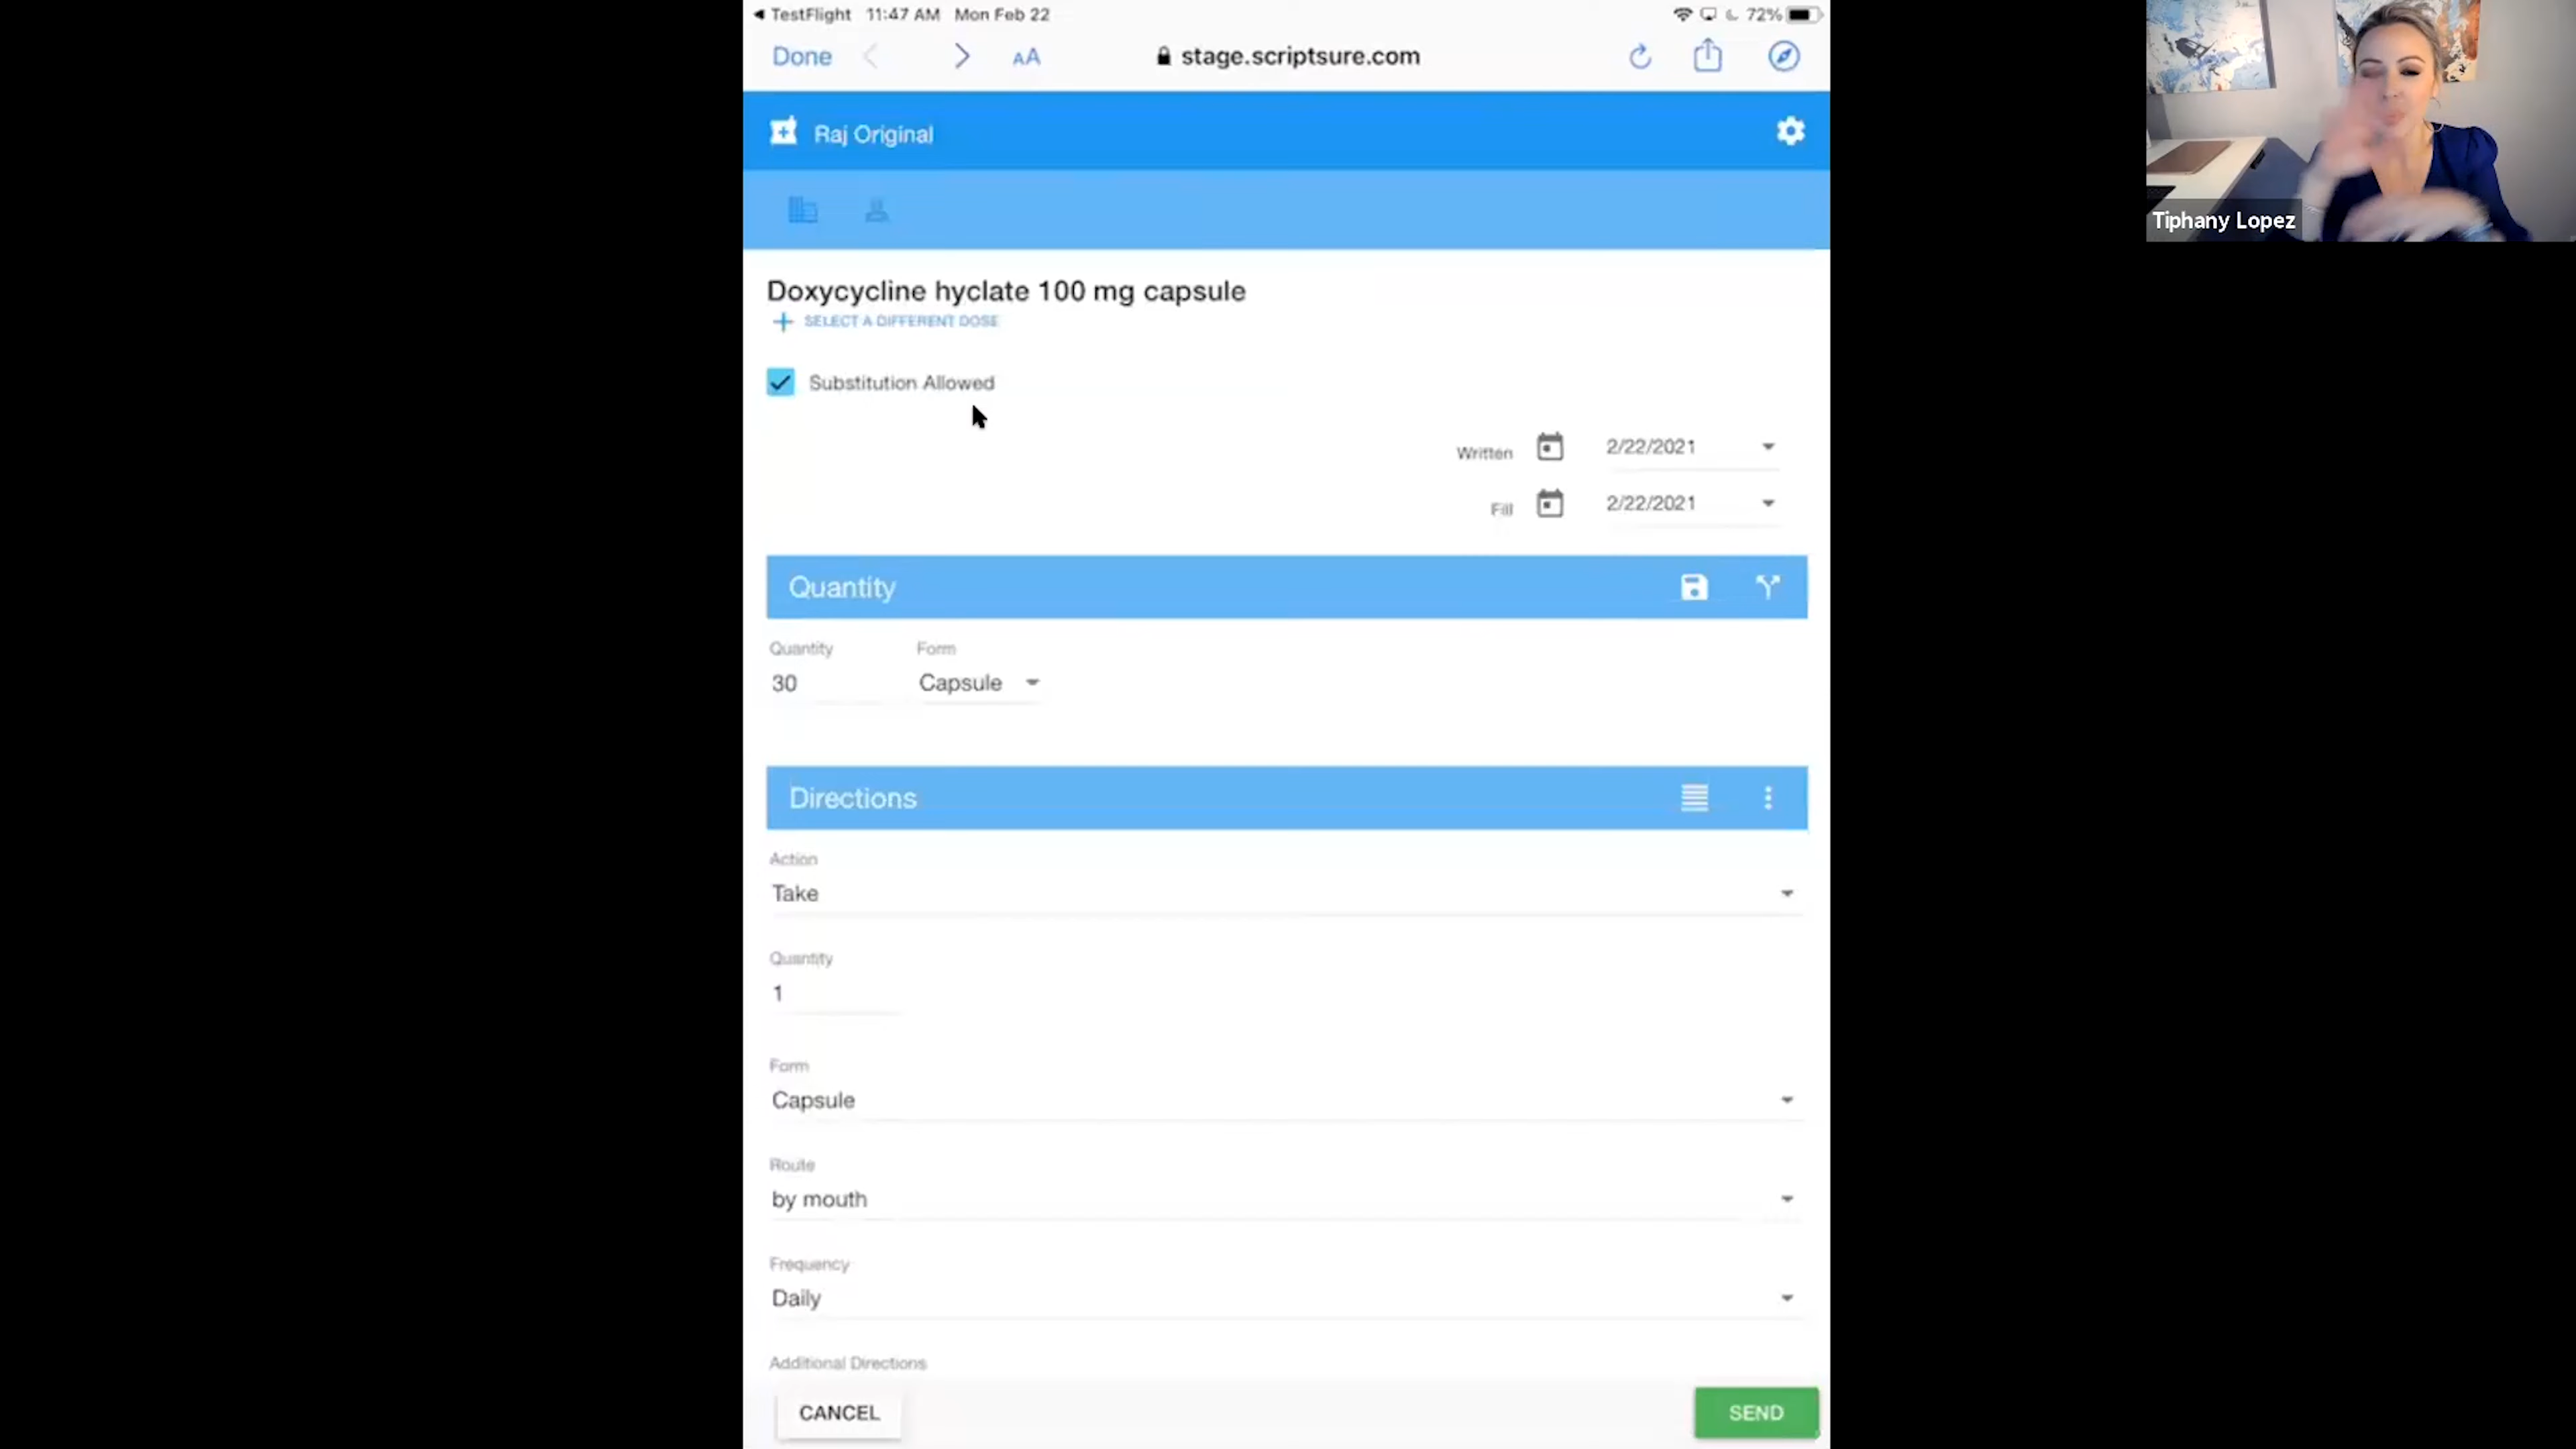 TestFlight 11:47 AM Mon Feb 22 72%
Done AA stage.scriptsure.com
Raj Original
Tiphany Lopez
Doxycycline hyclate 100 mg capsule
SELECT A DIFFERENT DOSE
Substitution Allowed
Written 2/22/2021
Fill 2/22/2021
Quantity
Quantity Form
30 Capsule
Directions
Action
Take
Quantity
1
Form
Capsule
Route
by mouth
Frequency
Daily
Additional Directions
CANCEL SEND